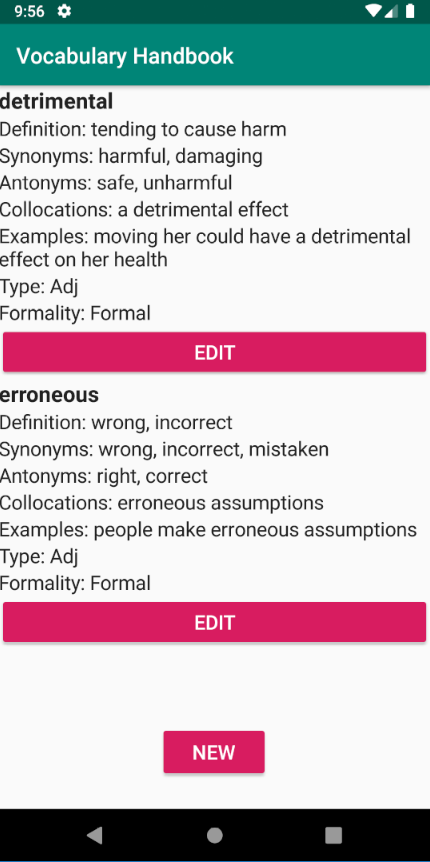 9:56
Vocabulary Handbook
detrimental
Definition: tending to cause harm
Synonyms: harmful, damaging
Antonyms: safe, unharmful
Collocations: a detrimental effect
Examples: moving her could have a detrimental
effect on her health
Type: Adj
Formality: Formal
EDIT
erroneous
Definition: wrong, incorrect
Synonyms: wrong, incorrect, mistaken
Antonyms: right, correct
Collocations: erroneous assumptions
Examples: people make erroneous assumptions
Type: Adj
Formality: Formal
EDIT
NEW